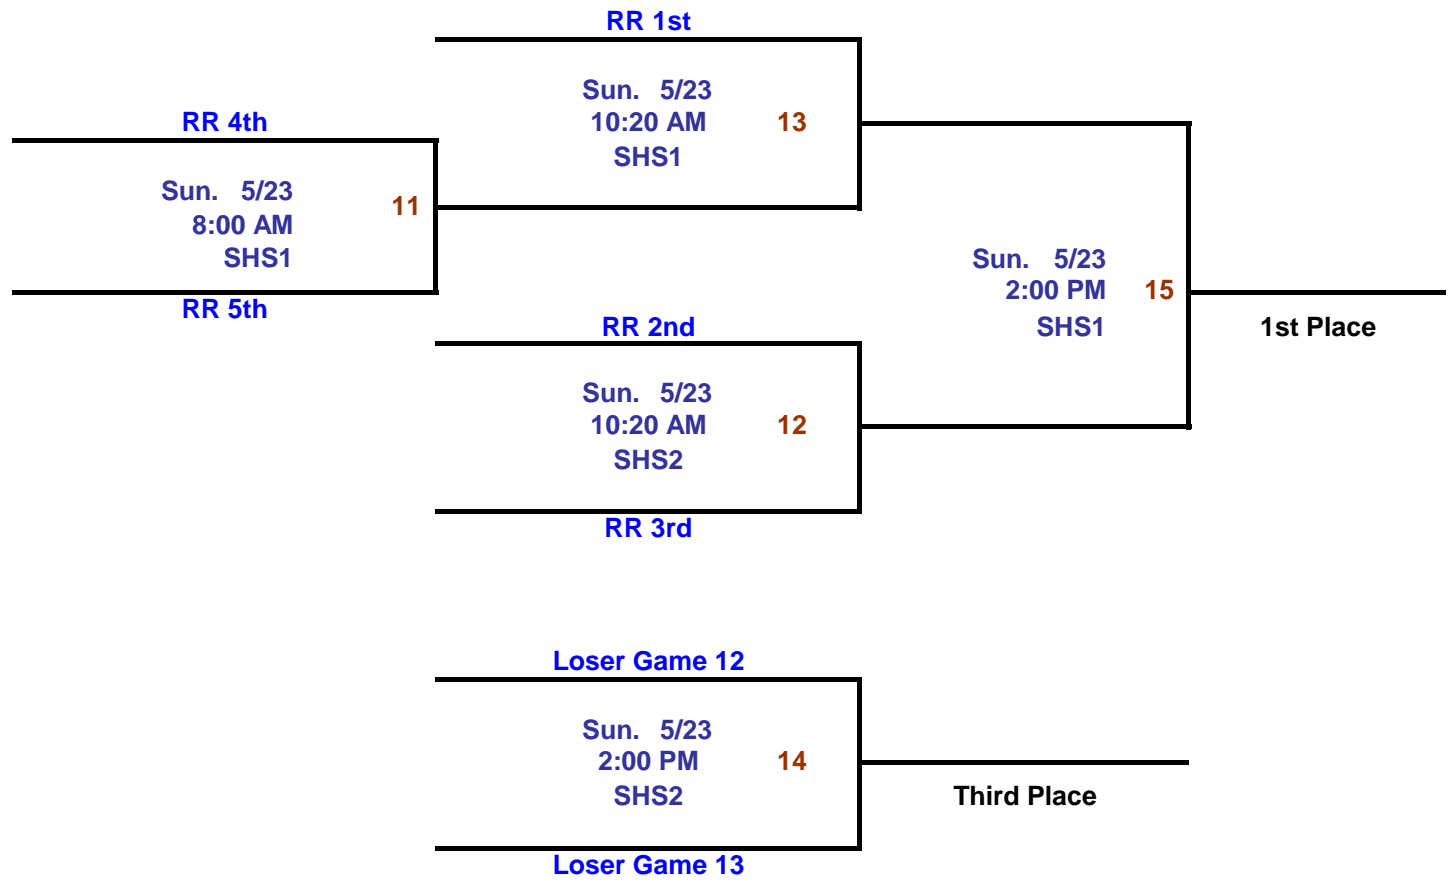 RR 1st
Sun. 5/23
10:20 AM 13
SHS1
RR 4th
Sun. 5/23
8:00 AM 11
SHS1
RR 5th
Sun. 5/23
2:00 PM 15
SHS1
1st Place
RR 2nd
Sun. 5/23
10:20 AM 12
SHS2
RR 3rd
Loser Game 12
Sun. 5/23
2:00 PM 14
SHS2
Third Place
Loser Game 13